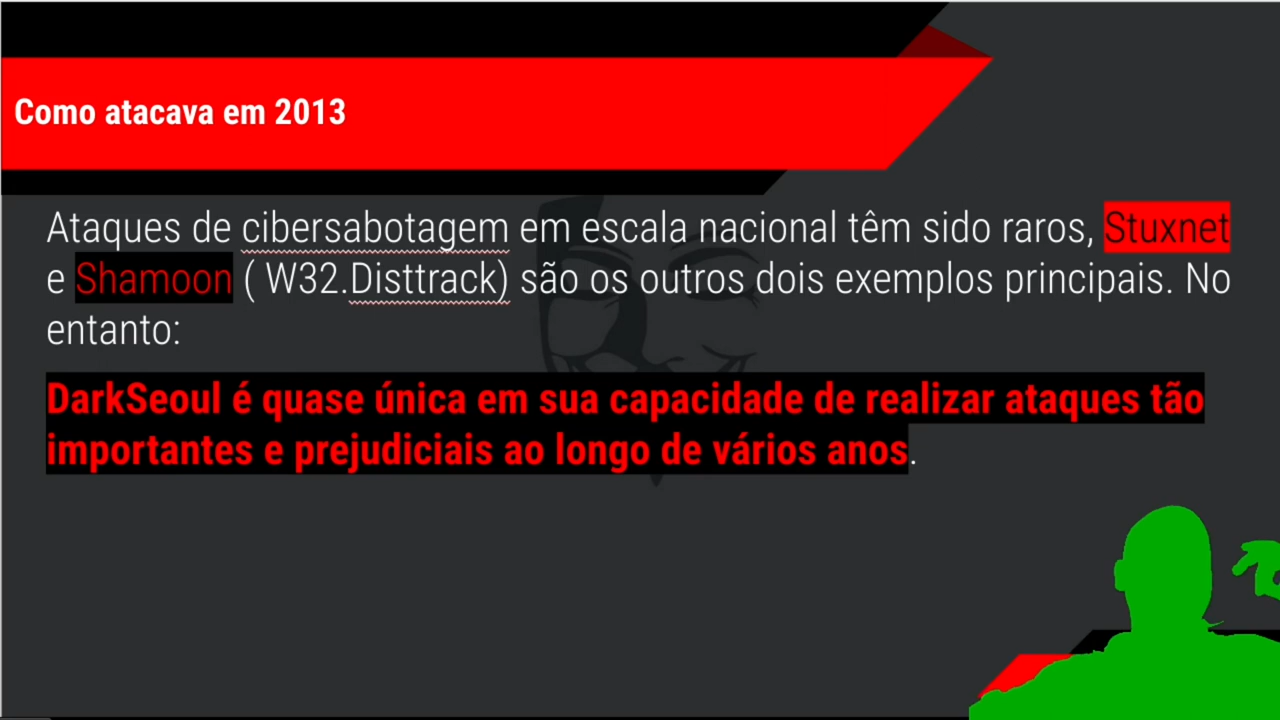 Como atacava em 2013
Ataques de cibersabotagem em escala nacional têm sido raros, Stuxnet
e Shamoon ( W32.Disttrack) são os outros dois exemplos principais. No
entanto:
DarkSeoul é quase única em sua capacidade de realizar ataques tão
importantes e prejudiciais ao longo de vários anos.